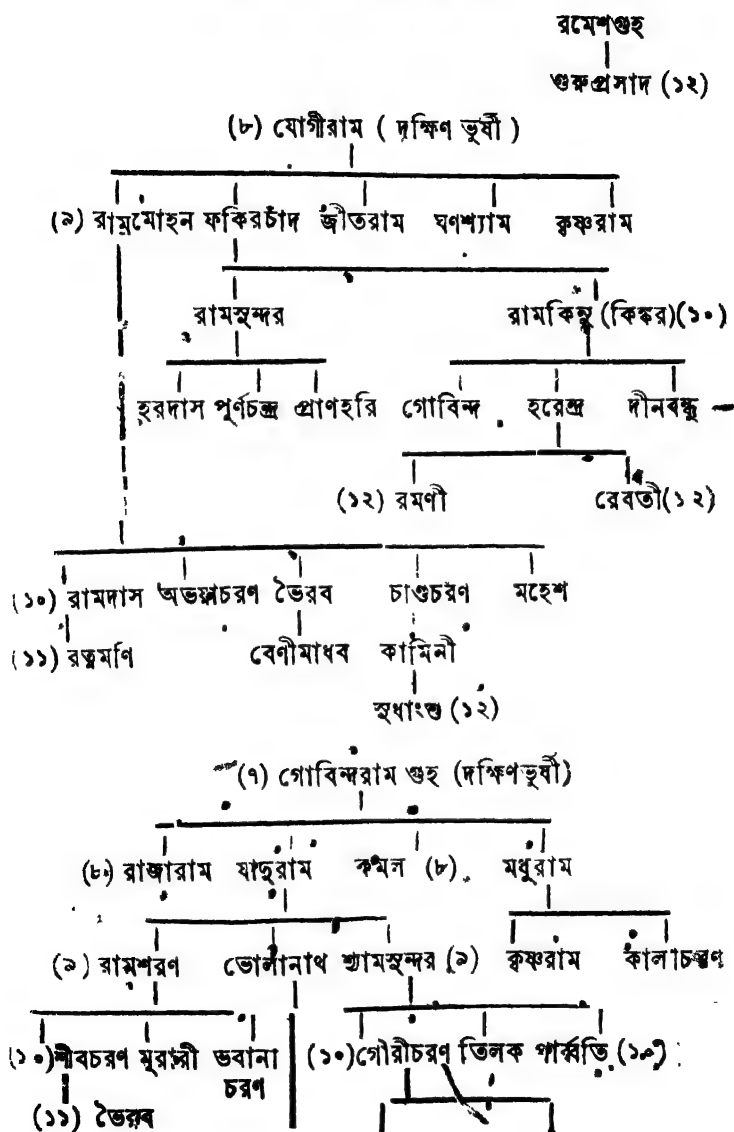 রমেশগুহ
গুরুপ্রসাদ (১২)
(৮) যোগীরাম ( দক্ষিণ ভূর্ষী )
(৯) রামমোহন ফকিরচাঁদ জীতরাম ঘণশ্যাম কৃষ্ণরাম
রামসুন্দর রামকিন্নু (কিঙ্কর)(১০)
হরদাস পূর্ণচন্দ্র প্রাণহরি গোবিন্দ হরেন্দ্র দীনবন্ধু —
(১২) রমণী রেবতী(১২)
(১০) রামদাস অভয়াচরণ ভৈরব চাণ্ডচরণ মহেশ
(১১) রত্নমণি বেণীমাধব কামিনী
সুধাংশু (১২)
(৭) গোবিন্দরাম গুহ (দক্ষিণভূর্ষী)
(৮) রাজারাম যাদুরাম কমল (৮) মধুরাম
(৯) রামশরণ ভোলানাথ শ্যামসুন্দর (৯) কৃষ্ণরাম কালাচরণ
(১০)শীবচরণ মুরারী ভবানা (১০)গৌরীচরণ তিলক পার্ব্বতি (১০)
চরণ
(১১) ভৈরব